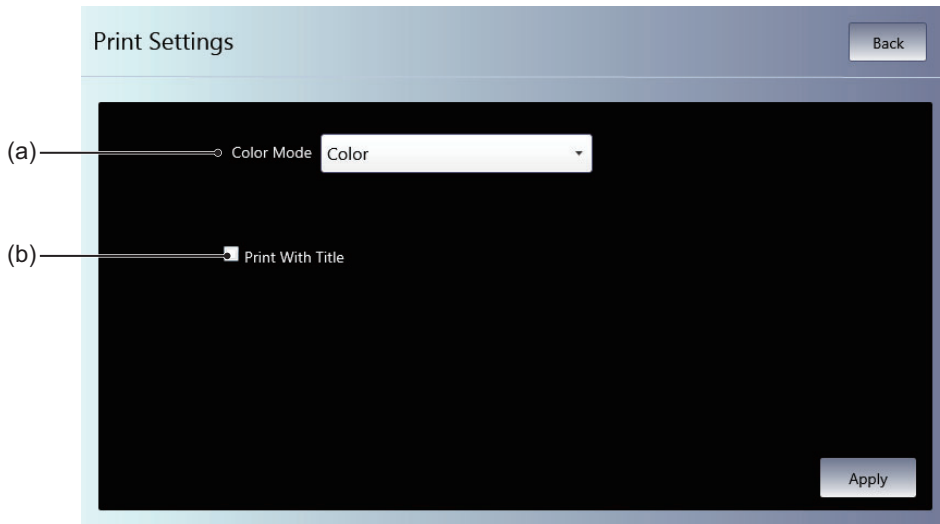 Print Settings
Back
(a)
Color Mode
Color
(b)
Print With Title
Apply